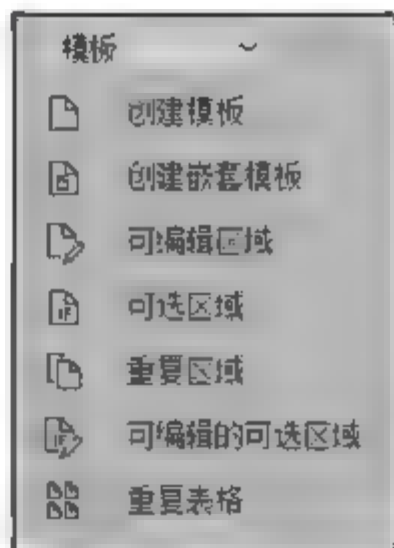 模板
创建模板
创建嵌套模板
可编辑区域
可选区域
重复区域
可编辑的可选区域
重复表格